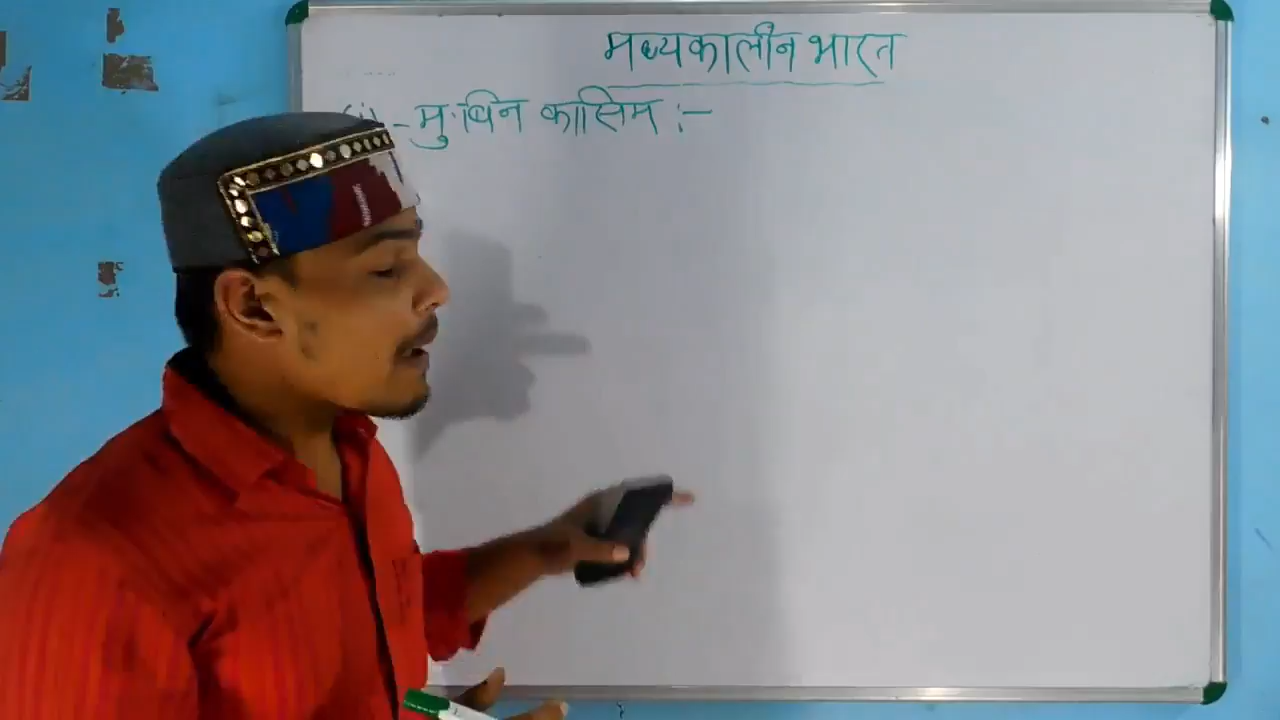 मध्यकालीन भारत
(i) - मु. बिन कासिम :-